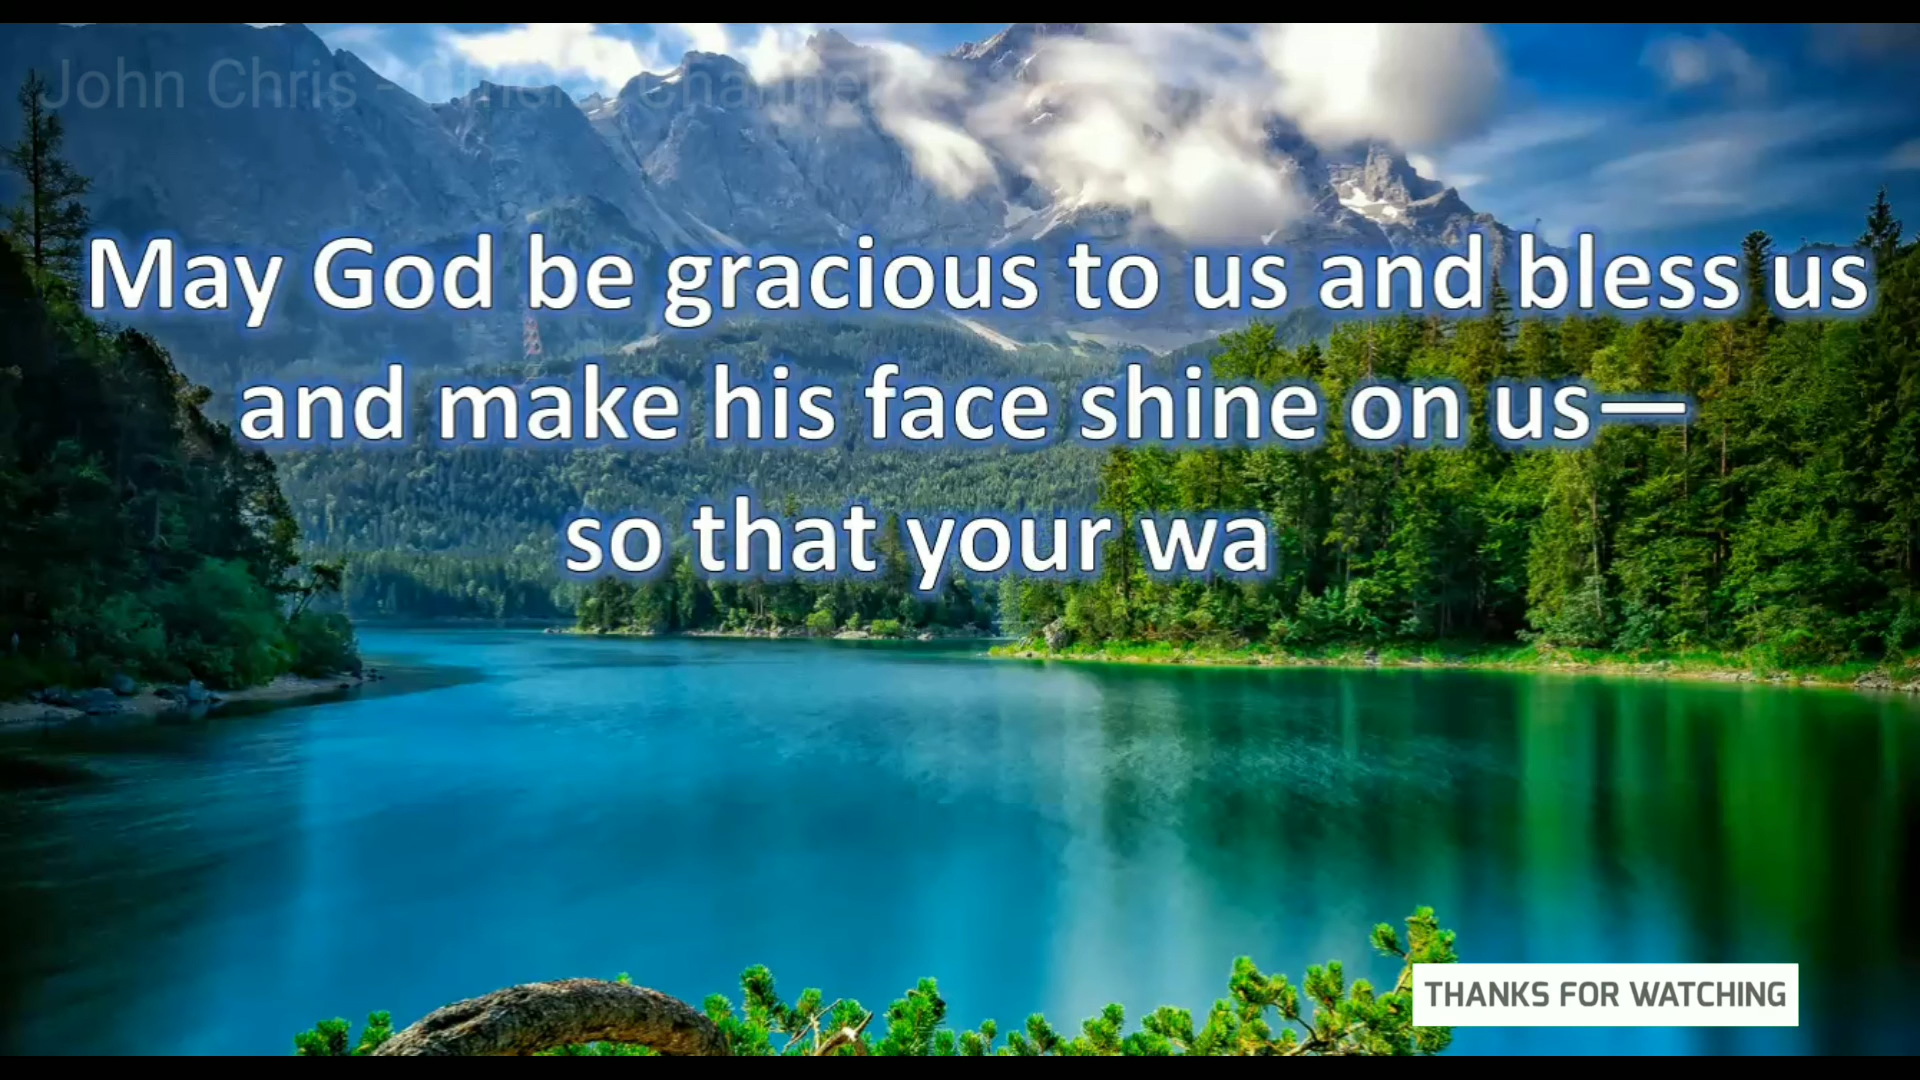 John Chris - Channel
May God be gracious to us and bless us
and make his face shine on us—
so that your wa
THANKS FOR WATCHING